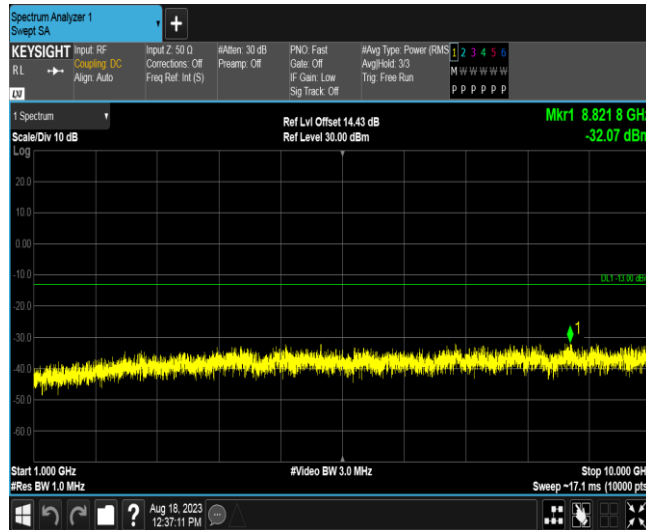 Spectrum Analyzer 1
Swept SA
+
KEYSIGHT Input: RF Input Z: 50 Ω #Atten: 30 dB PNO: Fast #Avg Type: Power (RMS 1 2 3 4 5 6
RL Coupling: DC Corrections: Off Preamp: Off Gate: Off Avg|Hold: 3/3 M W W W W W
Align: Auto Freq Ref: Int (S) IF Gain: Low Trig: Free Run
LXI Sig Track: Off P P P P P P
1 Spectrum Ref Lvl Offset 14.43 dB Mkr1 8.821 8 GHz
Scale/Div 10 dB Ref Level 30.00 dBm -32.07 dBm
Log
20.0
10.0
0.00
-10.0
DL1 -13.00 dB
-20.0
-30.0
1
-40.0
-50.0
-60.0
Start 1.000 GHz #Video BW 3.0 MHz Stop 10.000 GH
#Res BW 1.0 MHz Sweep ~17.1 ms (10000 pts
? Aug 18, 2023
12:37:11 PM